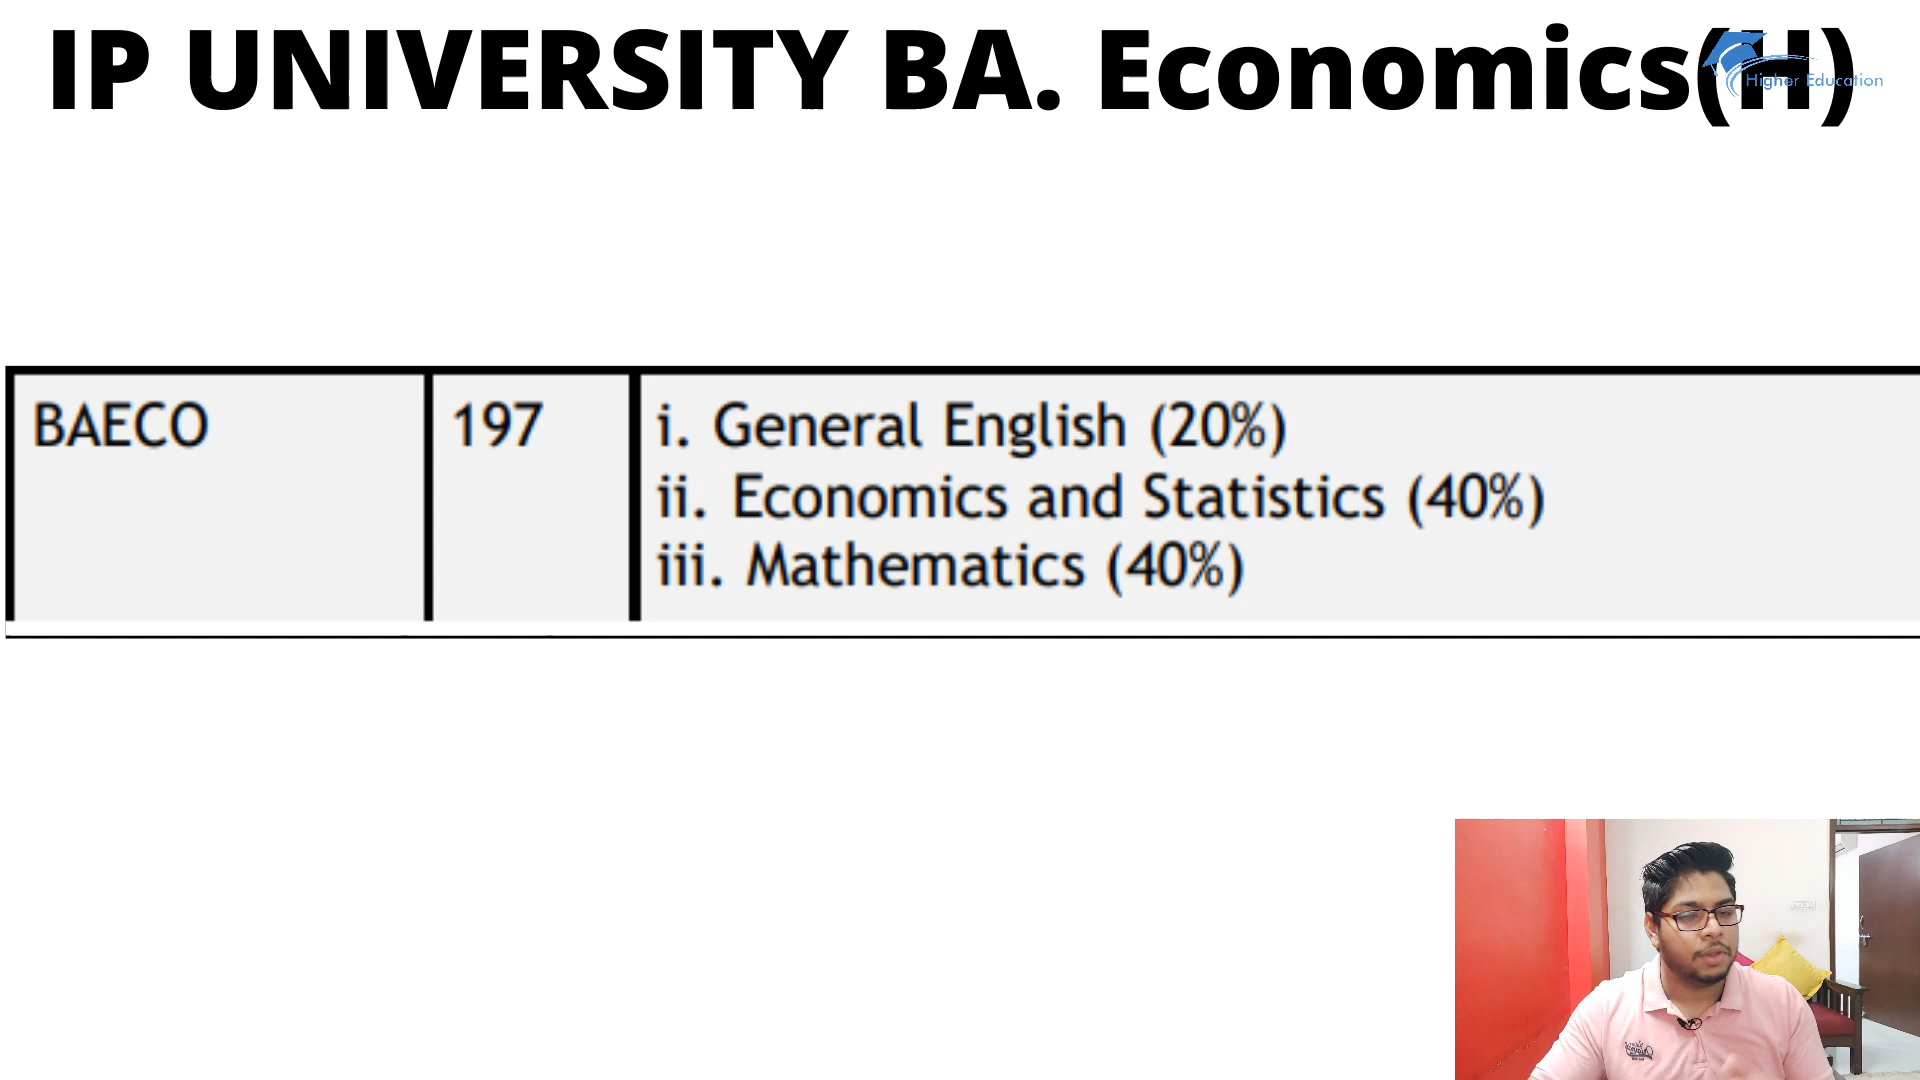 IP UNIVERSITY BA. Economics(H)
Higher Education
BAECO
197
i. General English (20%)
ii. Economics and Statistics (40%)
iii. Mathematics (40%)